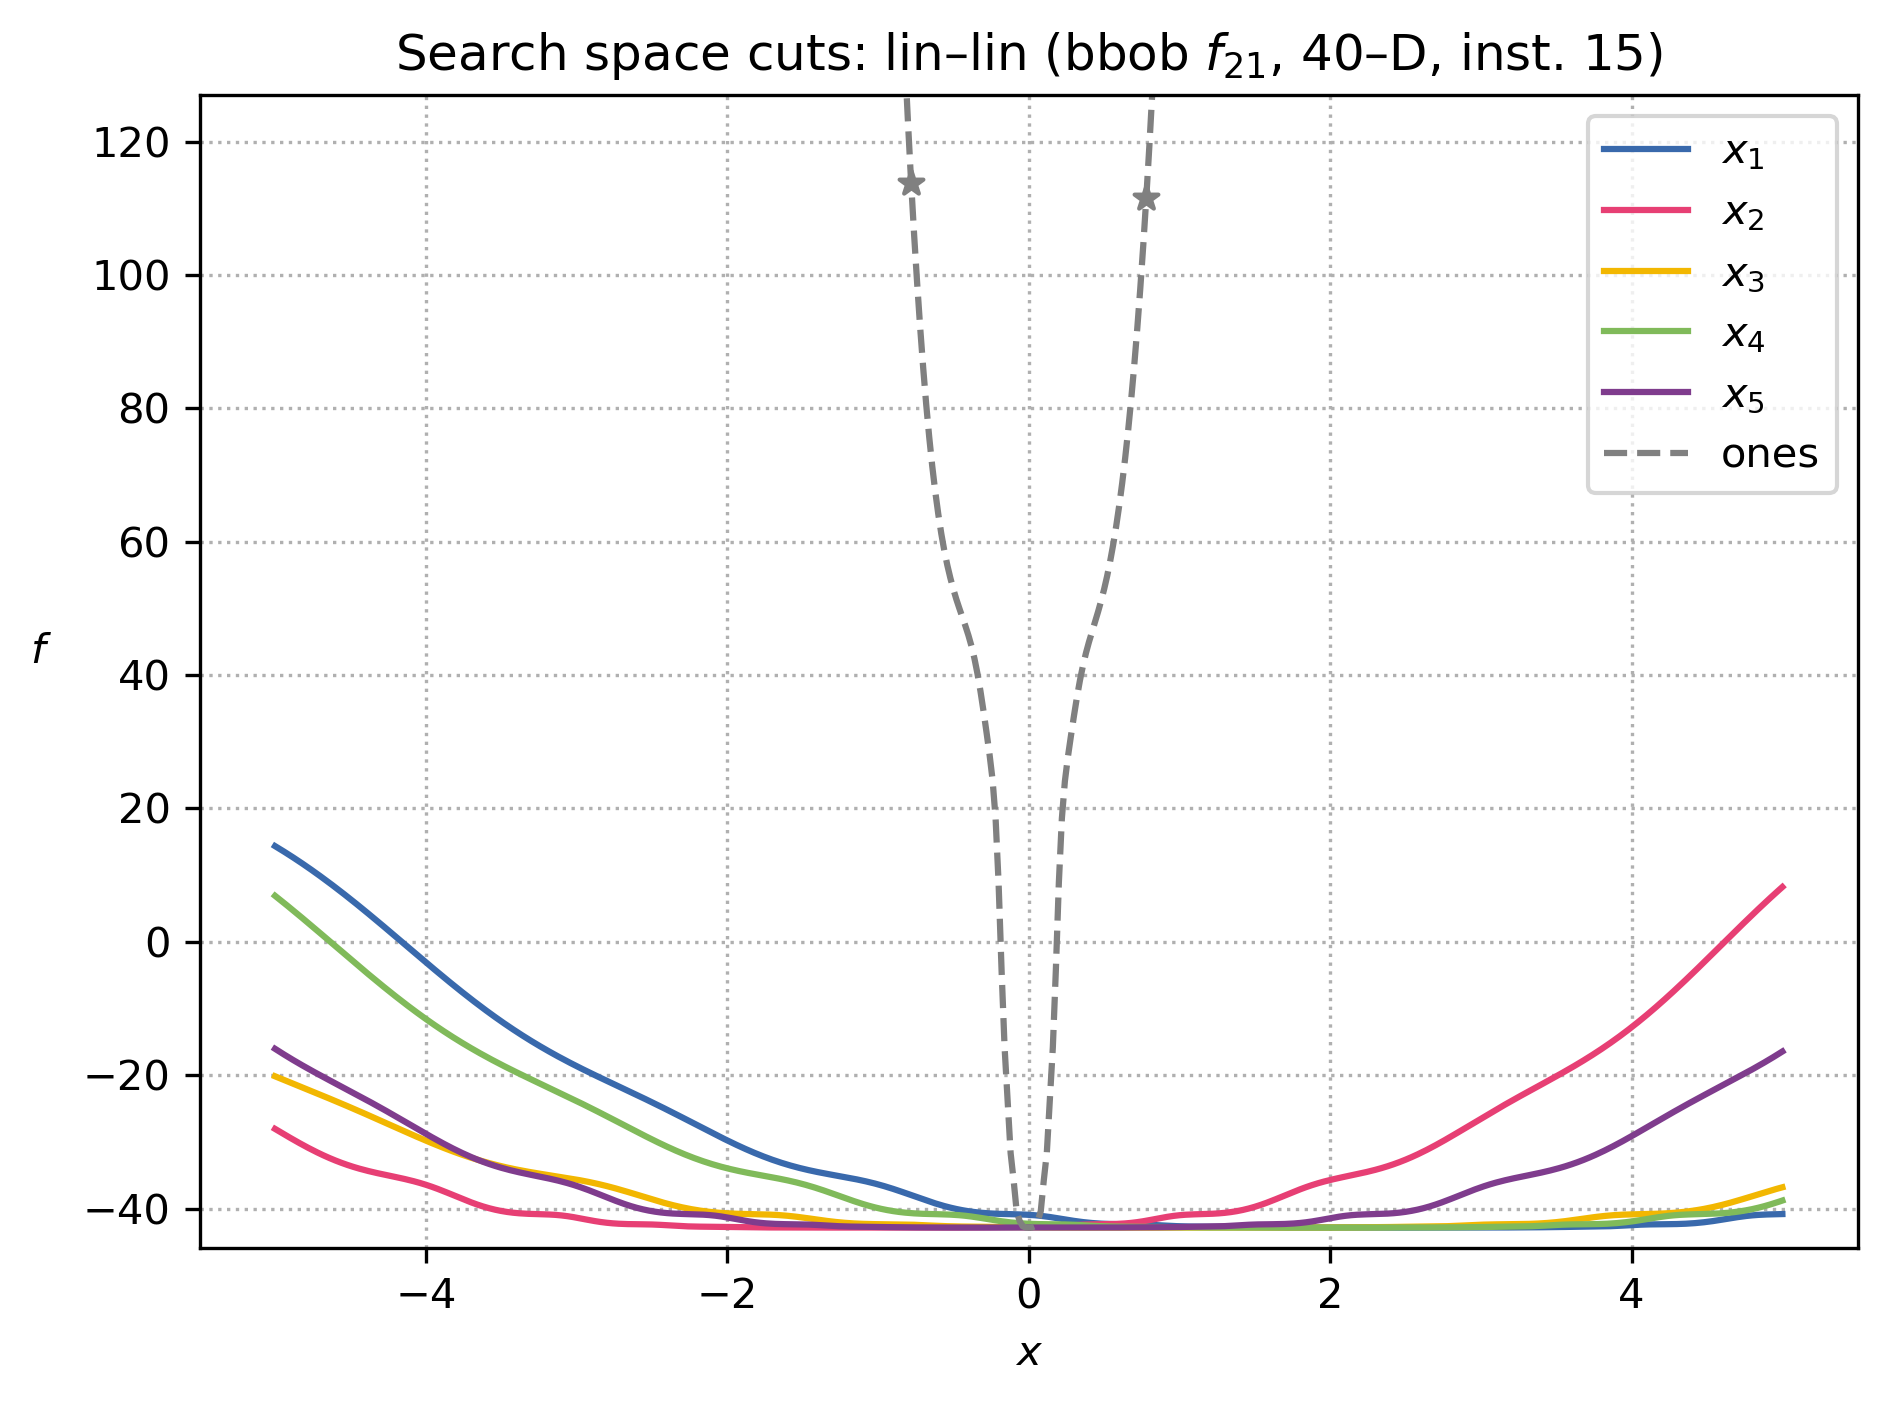 Search space cuts: lin–lin (bbob f₂₁, 40–D, inst. 15)
120
100
80
60
40
20
0
−20
−40
f
x₁
x₂
x₃
x₄
x₅
ones
−4 −2 0 2 4
x